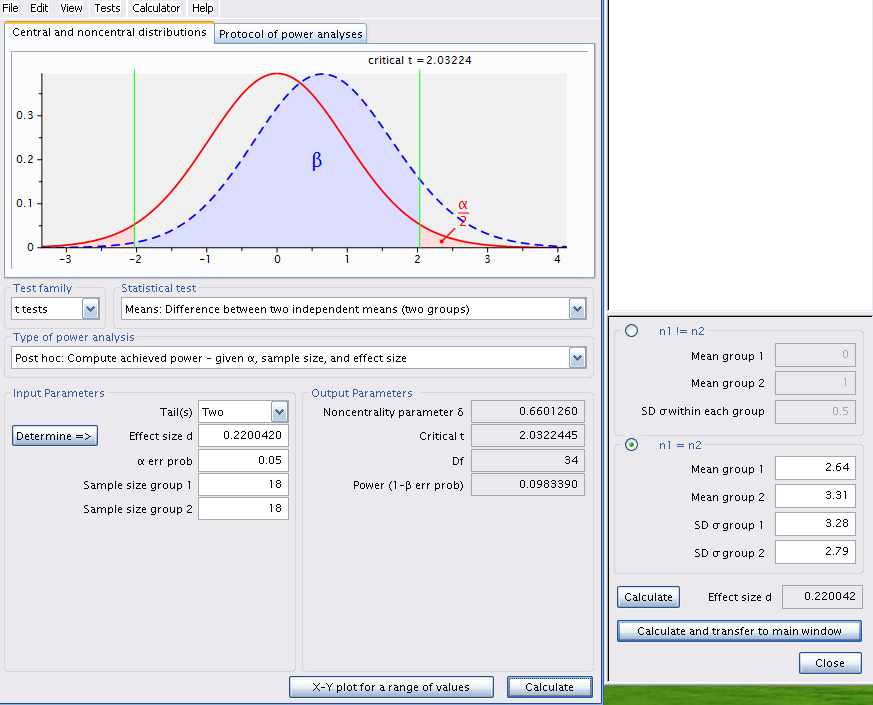 File Edit View Tests Calculator Help
Central and noncentral distributions
Protocol of power analyses
critical t = 2.03224
0.3
0.2
0.1
0
β
α
2
-3 -2 -1 0 1 2 3 4
Test family
Statistical test
t tests
Means: Difference between two independent means (two groups)
Type of power analysis
Post hoc: Compute achieved power – given α, sample size, and effect size
Input Parameters
Output Parameters
Tail(s) Two
Noncentrality parameter δ 0.6601260
Determine => Effect size d 0.2200420
Critical t 2.0322445
α err prob 0.05
Df 34
Sample size group 1 18
Power (1-β err prob) 0.0983390
Sample size group 2 18
X-Y plot for a range of values
Calculate
n1 != n2
Mean group 1 0
Mean group 2 1
SD σ within each group 0.5
n1 = n2
Mean group 1 2.64
Mean group 2 3.31
SD σ group 1 3.28
SD σ group 2 2.79
Calculate Effect size d 0.220042
Calculate and transfer to main window
Close